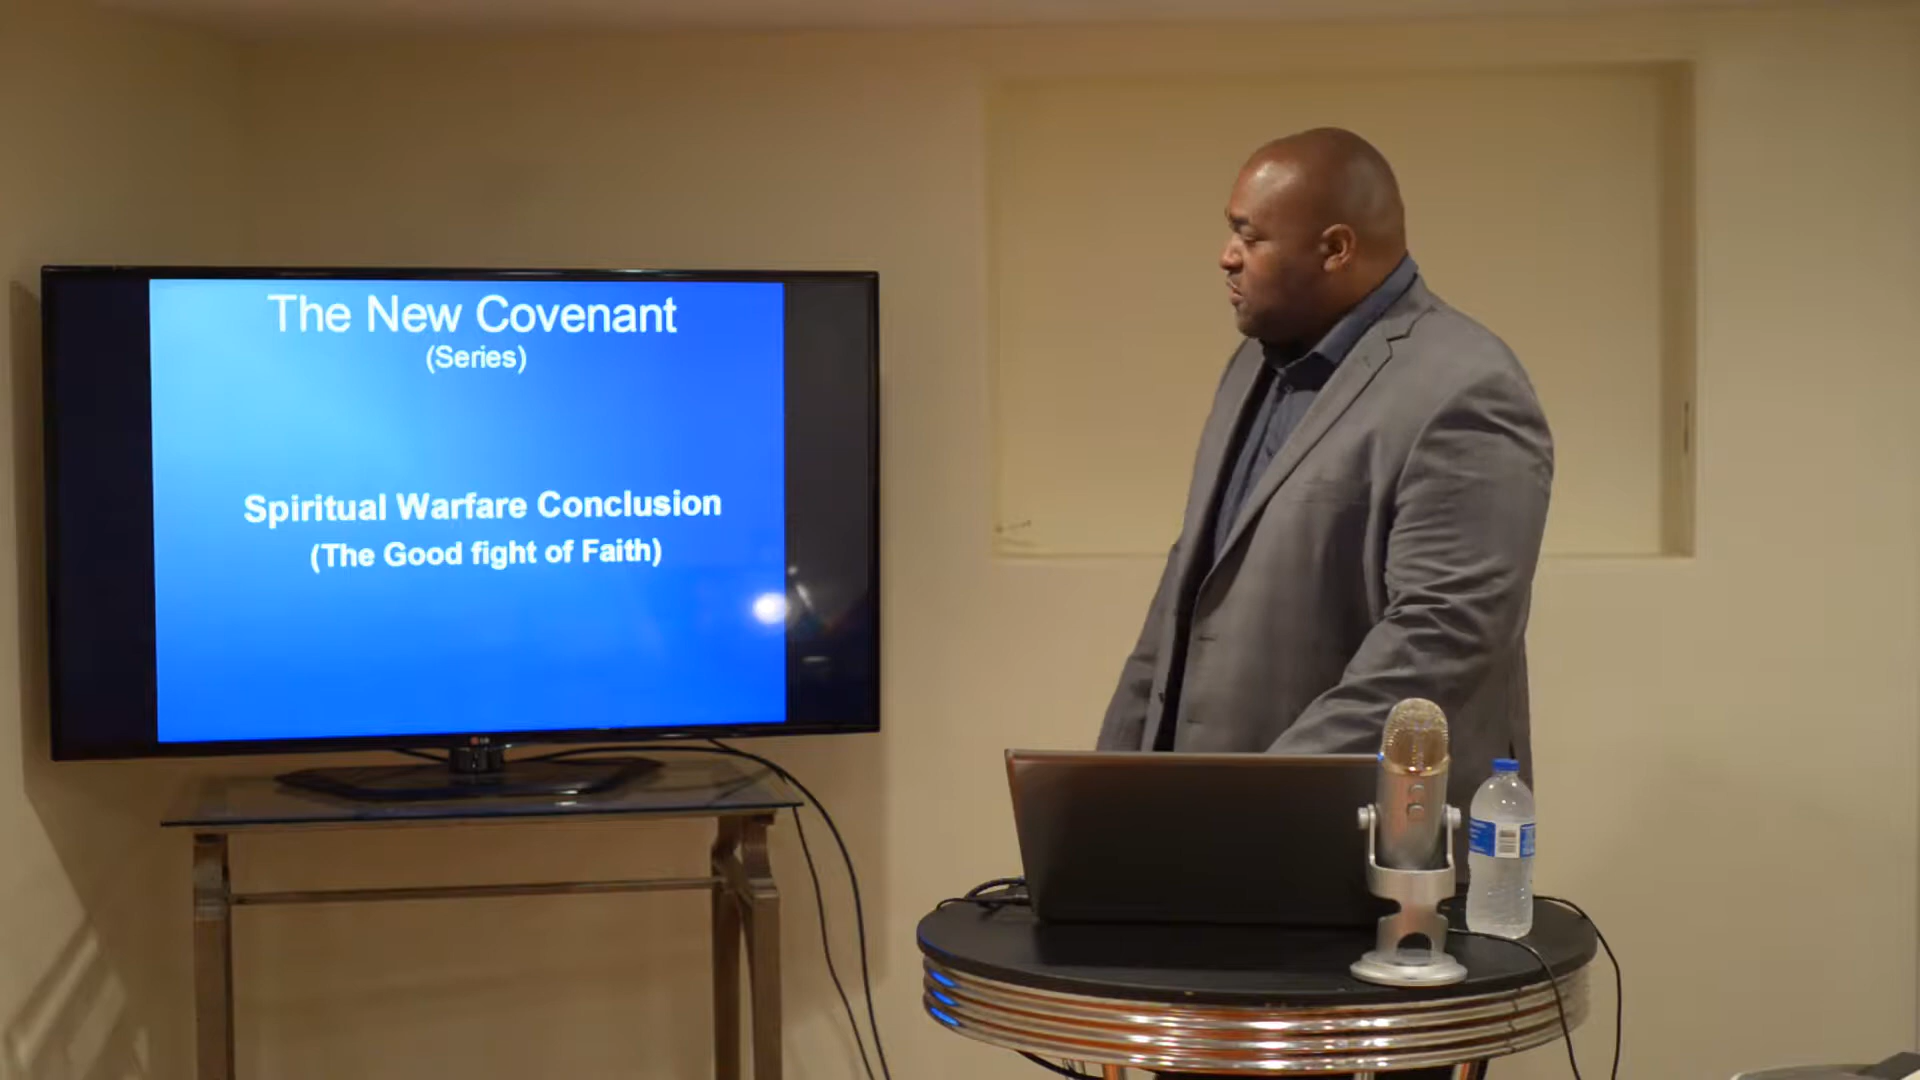 The New Covenant
(Series)
Spiritual Warfare Conclusion
(The Good fight of Faith)